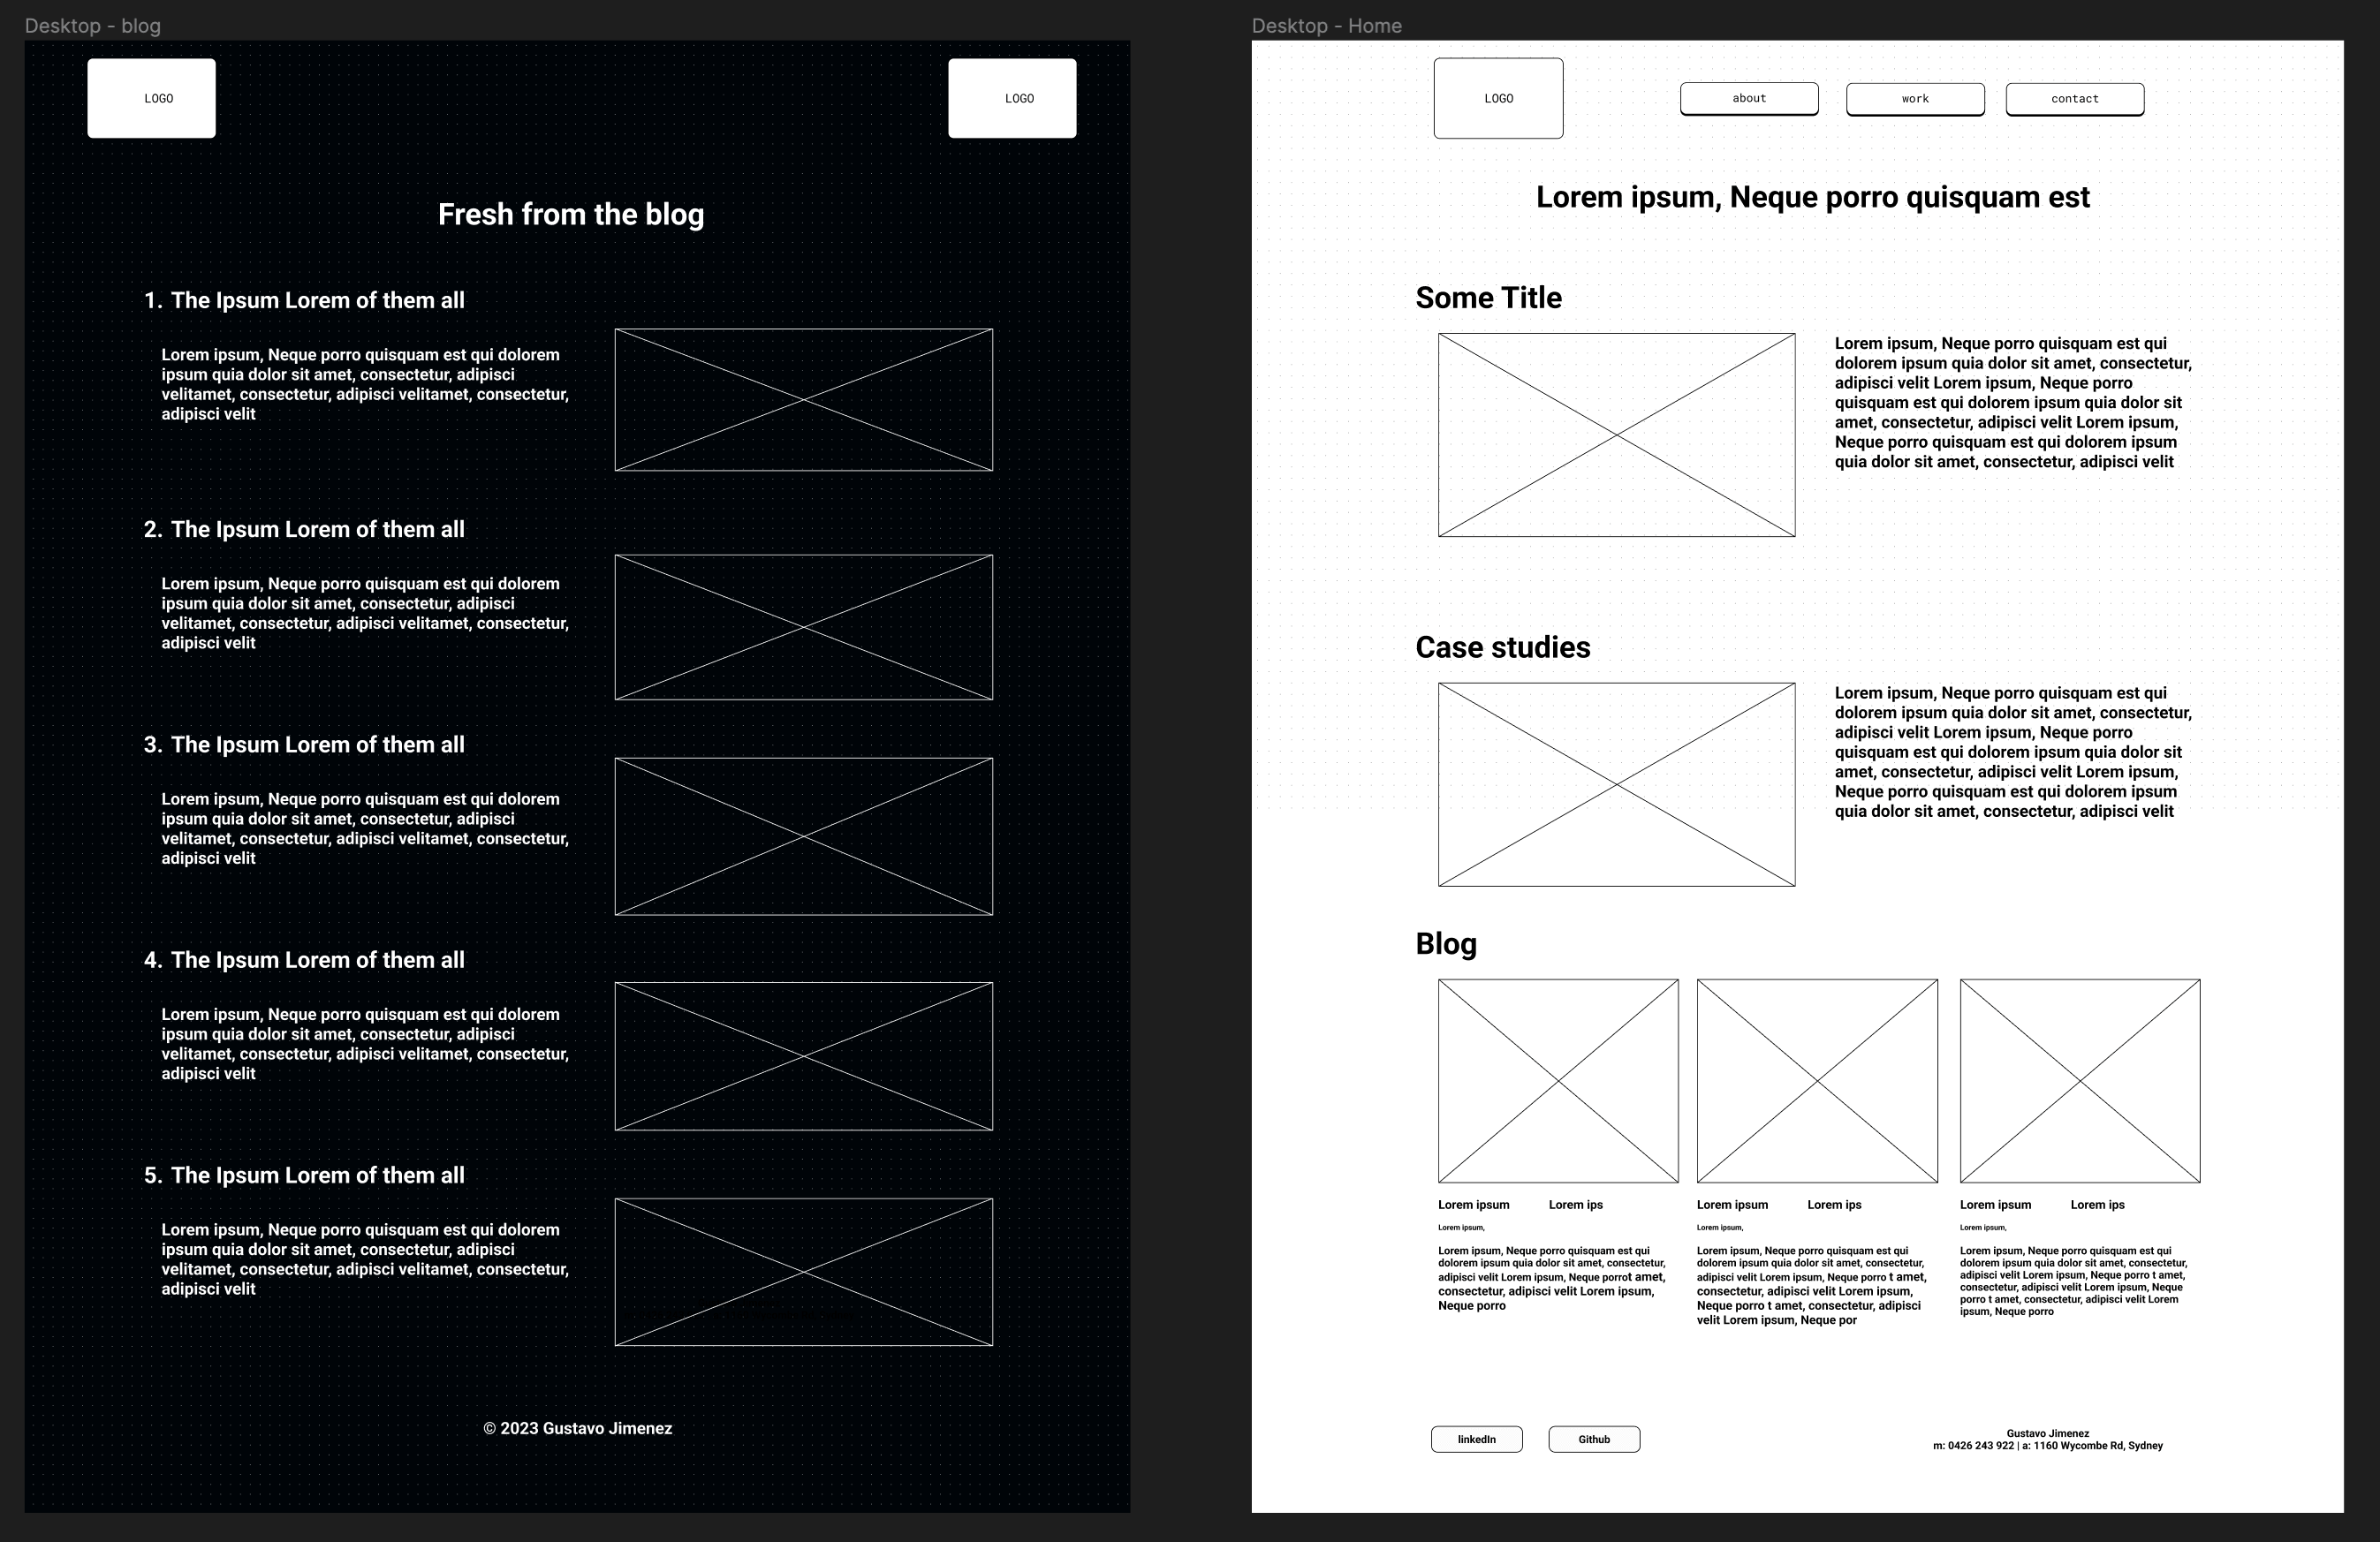 Desktop - blog
LOGO
LOGO
Fresh from the blog
1. The Ipsum Lorem of them all
Lorem ipsum, Neque porro quisquam est qui dolorem
ipsum quia dolor sit amet, consectetur, adipisci
velitamet, consectetur, adipisci velitamet, consectetur,
adipisci velit
2. The Ipsum Lorem of them all
Lorem ipsum, Neque porro quisquam est qui dolorem
ipsum quia dolor sit amet, consectetur, adipisci
velitamet, consectetur, adipisci velitamet, consectetur,
adipisci velit
3. The Ipsum Lorem of them all
Lorem ipsum, Neque porro quisquam est qui dolorem
ipsum quia dolor sit amet, consectetur, adipisci
velitamet, consectetur, adipisci velitamet, consectetur,
adipisci velit
4. The Ipsum Lorem of them all
Lorem ipsum, Neque porro quisquam est qui dolorem
ipsum quia dolor sit amet, consectetur, adipisci
velitamet, consectetur, adipisci velitamet, consectetur,
adipisci velit
5. The Ipsum Lorem of them all
Lorem ipsum, Neque porro quisquam est qui dolorem
ipsum quia dolor sit amet, consectetur, adipisci
velitamet, consectetur, adipisci velitamet, consectetur,
adipisci velit
© 2023 Gustavo Jimenez
Desktop - Home
LOGO
about
work
contact
Lorem ipsum, Neque porro quisquam est
Some Title
Lorem ipsum, Neque porro quisquam est qui
dolorem ipsum quia dolor sit amet, consectetur,
adipisci velit Lorem ipsum, Neque porro
quisquam est qui dolorem ipsum quia dolor sit
amet, consectetur, adipisci velit Lorem ipsum,
Neque porro quisquam est qui dolorem ipsum
quia dolor sit amet, consectetur, adipisci velit
Case studies
Lorem ipsum, Neque porro quisquam est qui
dolorem ipsum quia dolor sit amet, consectetur,
adipisci velit Lorem ipsum, Neque porro
quisquam est qui dolorem ipsum quia dolor sit
amet, consectetur, adipisci velit Lorem ipsum,
Neque porro quisquam est qui dolorem ipsum
quia dolor sit amet, consectetur, adipisci velit
Blog
Lorem ipsum Lorem ips
Lorem ipsum,
Lorem ipsum, Neque porro quisquam est qui
dolorem ipsum quia dolor sit amet, consectetur,
adipisci velit Lorem ipsum, Neque porrot amet,
consectetur, adipisci velit Lorem ipsum,
Neque porro
Lorem ipsum Lorem ips
Lorem ipsum,
Lorem ipsum, Neque porro quisquam est qui
dolorem ipsum quia dolor sit amet, consectetur,
adipisci velit Lorem ipsum, Neque porro t amet,
consectetur, adipisci velit Lorem ipsum,
Neque porro t amet, consectetur, adipisci
velit Lorem ipsum, Neque por
Lorem ipsum Lorem ips
Lorem ipsum,
Lorem ipsum, Neque porro quisquam est qui
dolorem ipsum quia dolor sit amet, consectetur,
adipisci velit Lorem ipsum, Neque porro t amet,
consectetur, adipisci velit Lorem ipsum, Neque
porro t amet, consectetur, adipisci velit Lorem
ipsum, Neque porro
linkedIn
Github
Gustavo Jimenez
m: 0426 243 922 | a: 1160 Wycombe Rd, Sydney